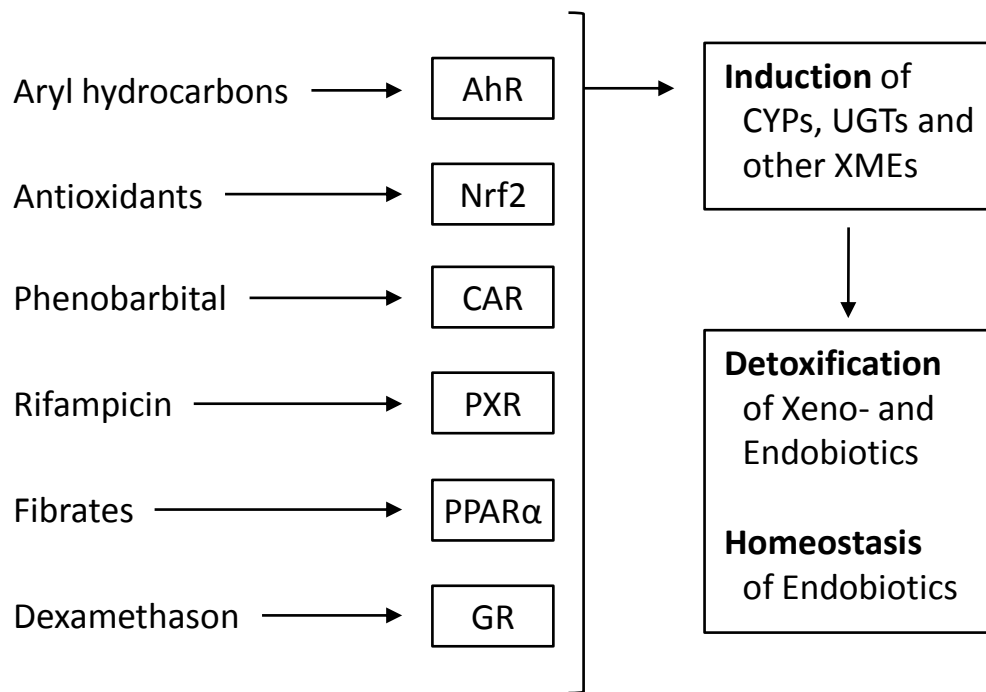 Aryl hydrocarbons
AhR
Antioxidants
Nrf2
Phenobarbital
CAR
Rifampicin
PXR
Fibrates
PPARα
Dexamethason
GR
Induction of
CYPs, UGTs and
other XMEs
Detoxification
of Xeno- and
Endobiotics
Homeostasis
of Endobiotics